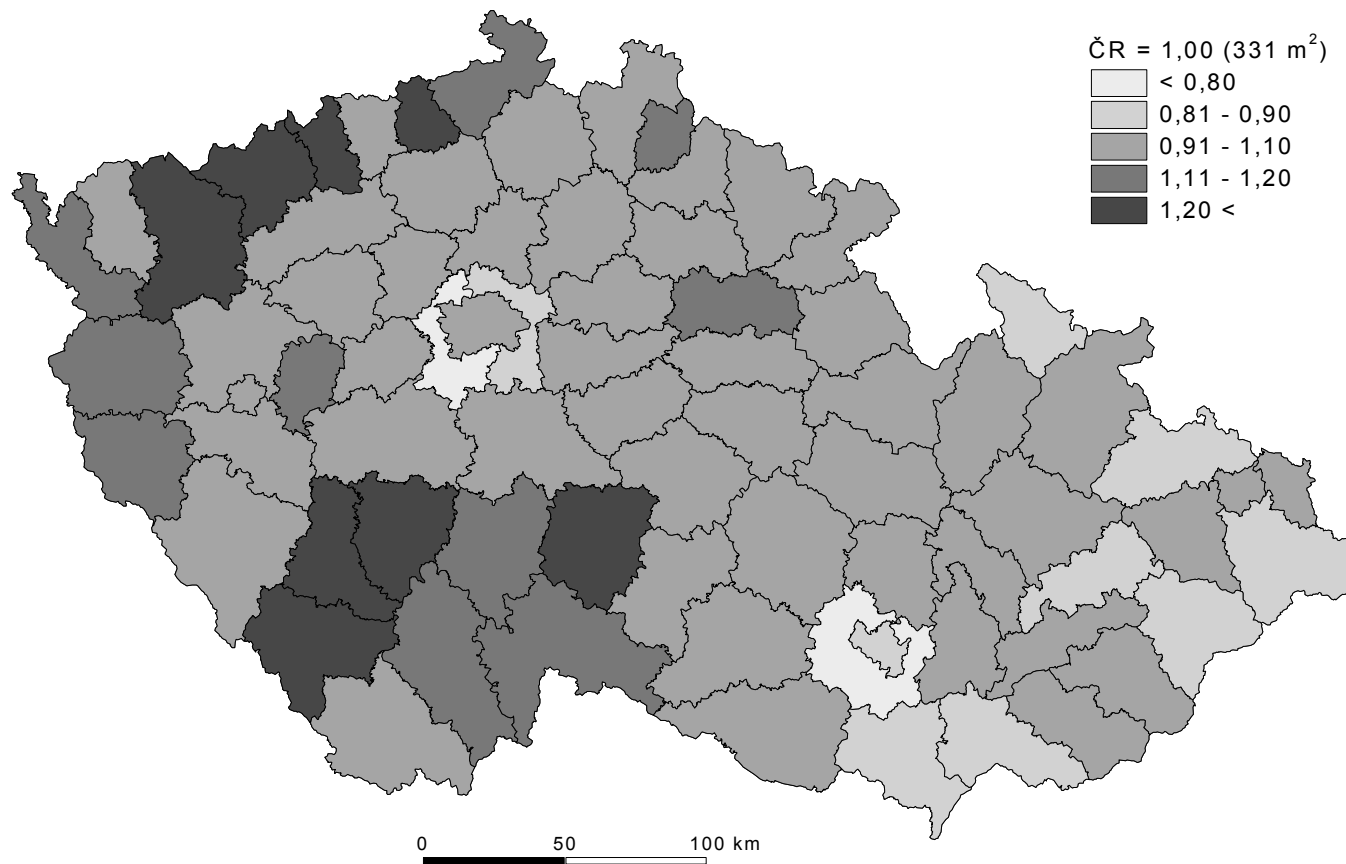 ČR = 1,00 (331 m²)
< 0,80
0,81 - 0,90
0,91 - 1,10
1,11 - 1,20
1,20 <
0 50 100 km